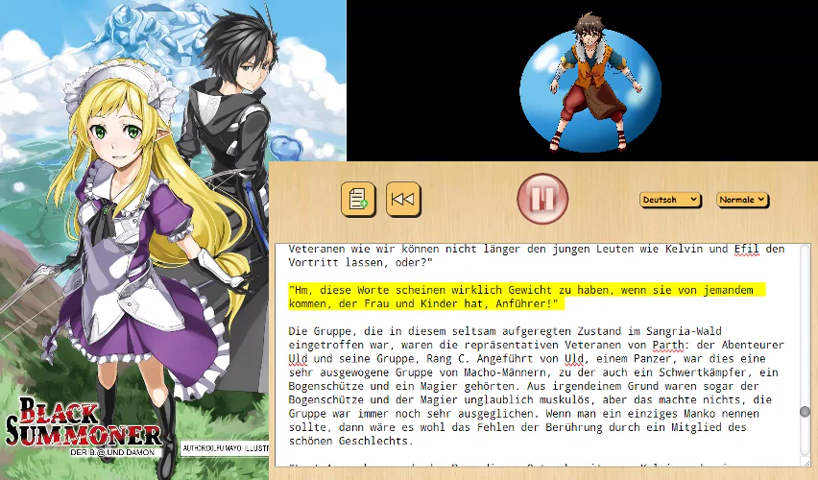 Deutsch
Normale
Veteranen wie wir können nicht länger den jungen Leuten wie Kelvin und Efil den
Vortritt lassen, oder?"
"Hm, diese Worte scheinen wirklich Gewicht zu haben, wenn sie von jemandem
kommen, der Frau und Kinder hat, Anführer!"
Die Gruppe, die in diesem seltsam aufgeregten Zustand im Sangria-Wald
eingetroffen war, waren die repräsentativen Veteranen von Parth: der Abenteurer
Uld und seine Gruppe, Rang C. Angeführt von Uld, einem Panzer, war dies eine
sehr ausgewogene Gruppe von Macho-Männern, zu der auch ein Schwertkämpfer, ein
Bogenschütze und ein Magier gehörten. Aus irgendeinem Grund waren sogar der
Bogenschütze und der Magier unglaublich muskulös, aber das machte nichts, die
Gruppe war immer noch sehr ausgeglichen. Wenn man ein einziges Manko nennen
sollte, dann wäre es wohl das Fehlen der Berührung durch ein Mitglied des
schönen Geschlechts.
BLACK
SUMMONER